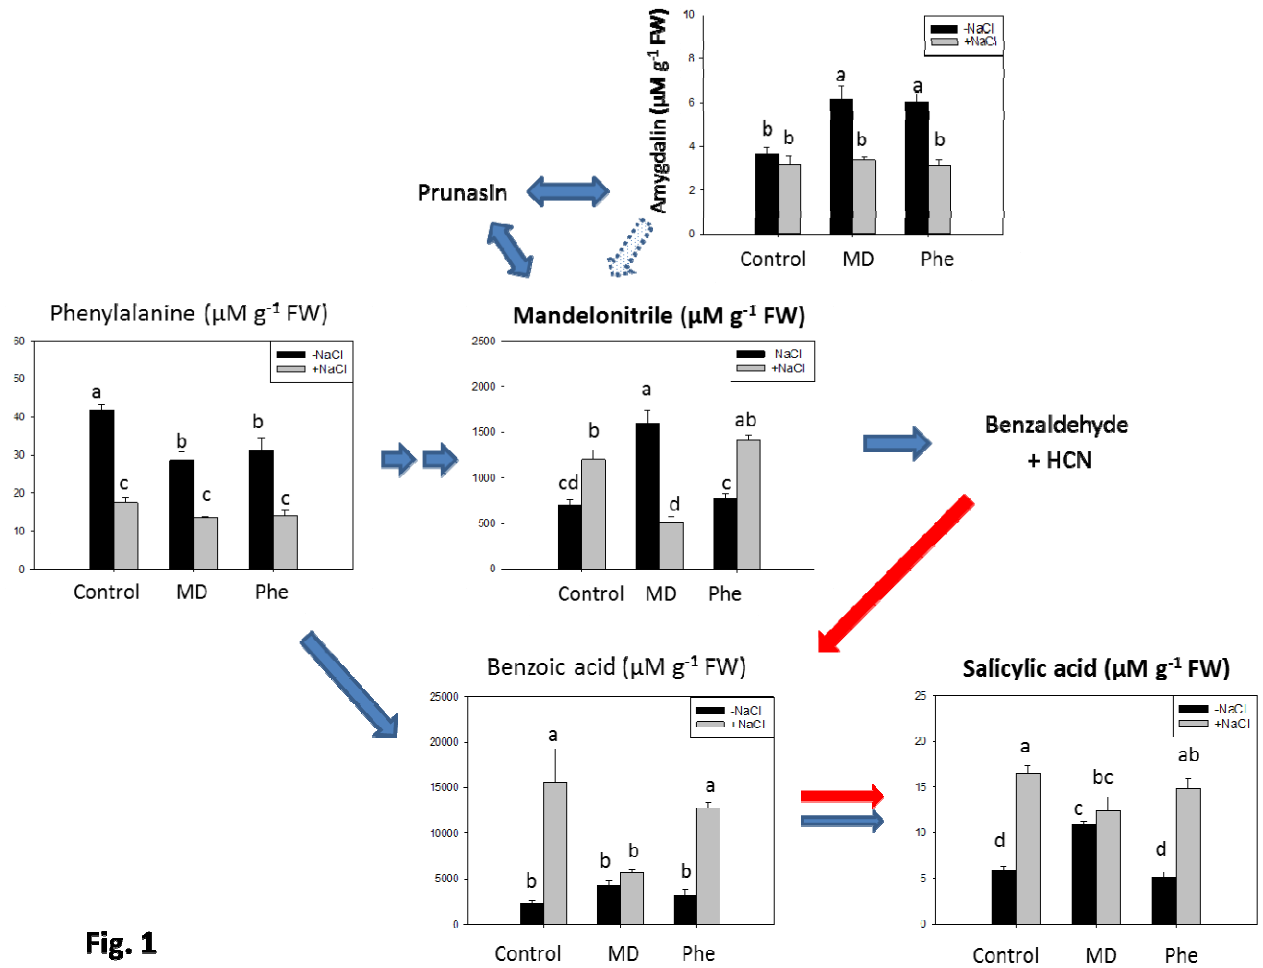 10
8
6
4
2
0
Amygdalin (µM g-1 FW)
-NaCl
+NaCl
b
b
a
b
a
b
Control
MD
Phe
Prunasin
Phenylalanine (µM g-1 FW)
60
50
40
30
20
10
0
-NaCl
+NaCl
a
c
b
c
b
c
Control
MD
Phe
Mandelonitrile (µM g-1 FW)
2500
2000
1500
1000
500
0
NaCl
+NaCl
cd
b
a
d
c
ab
Control
MD
Phe
Benzaldehyde
+ HCN
Benzoic acid (µM g-1 FW)
25000
20000
15000
10000
5000
0
-NaCl
+NaCl
b
a
b
b
b
a
Control
MD
Phe
Salicylic acid (µM g-1 FW)
25
20
15
10
5
0
-NaCl
+NaCl
d
a
c
bc
d
ab
Control
MD
Phe
Fig. 1